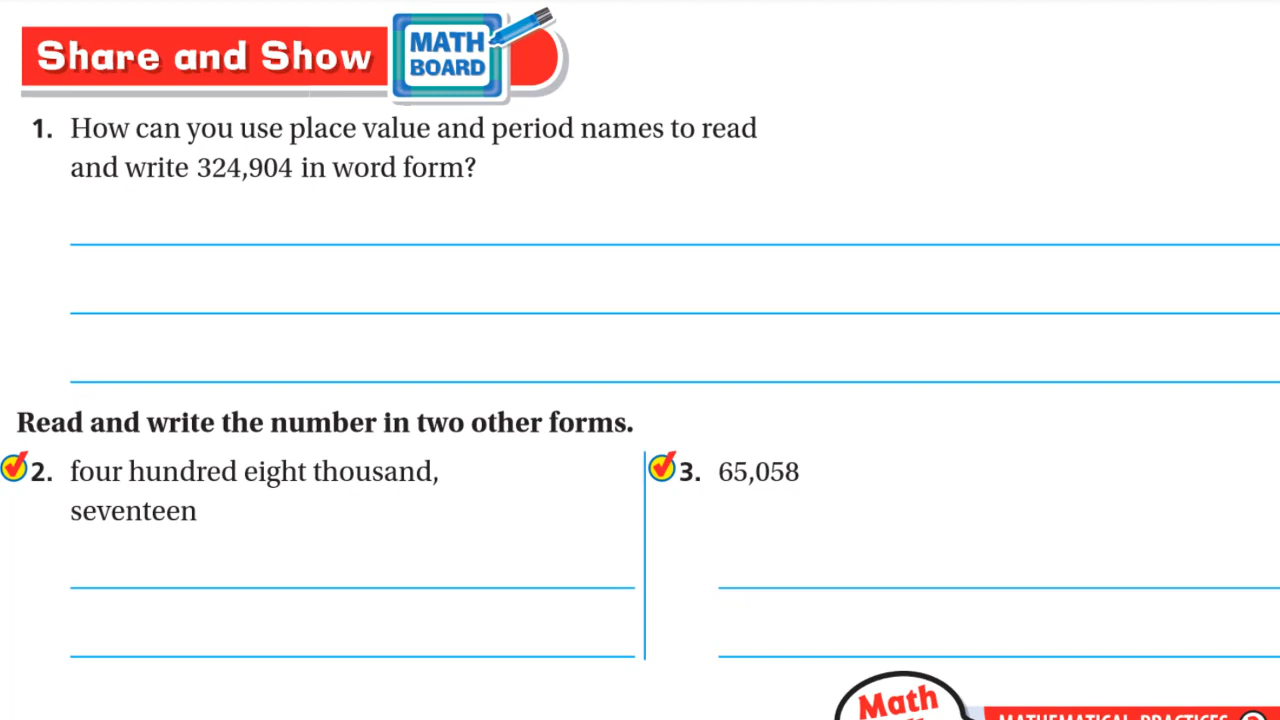 Share and Show
MATH
BOARD
1. How can you use place value and period names to read
and write 324,904 in word form?
Read and write the number in two other forms.
2. four hundred eight thousand,
seventeen
3. 65,058
Math
MATHEMATICAL PRACTICES